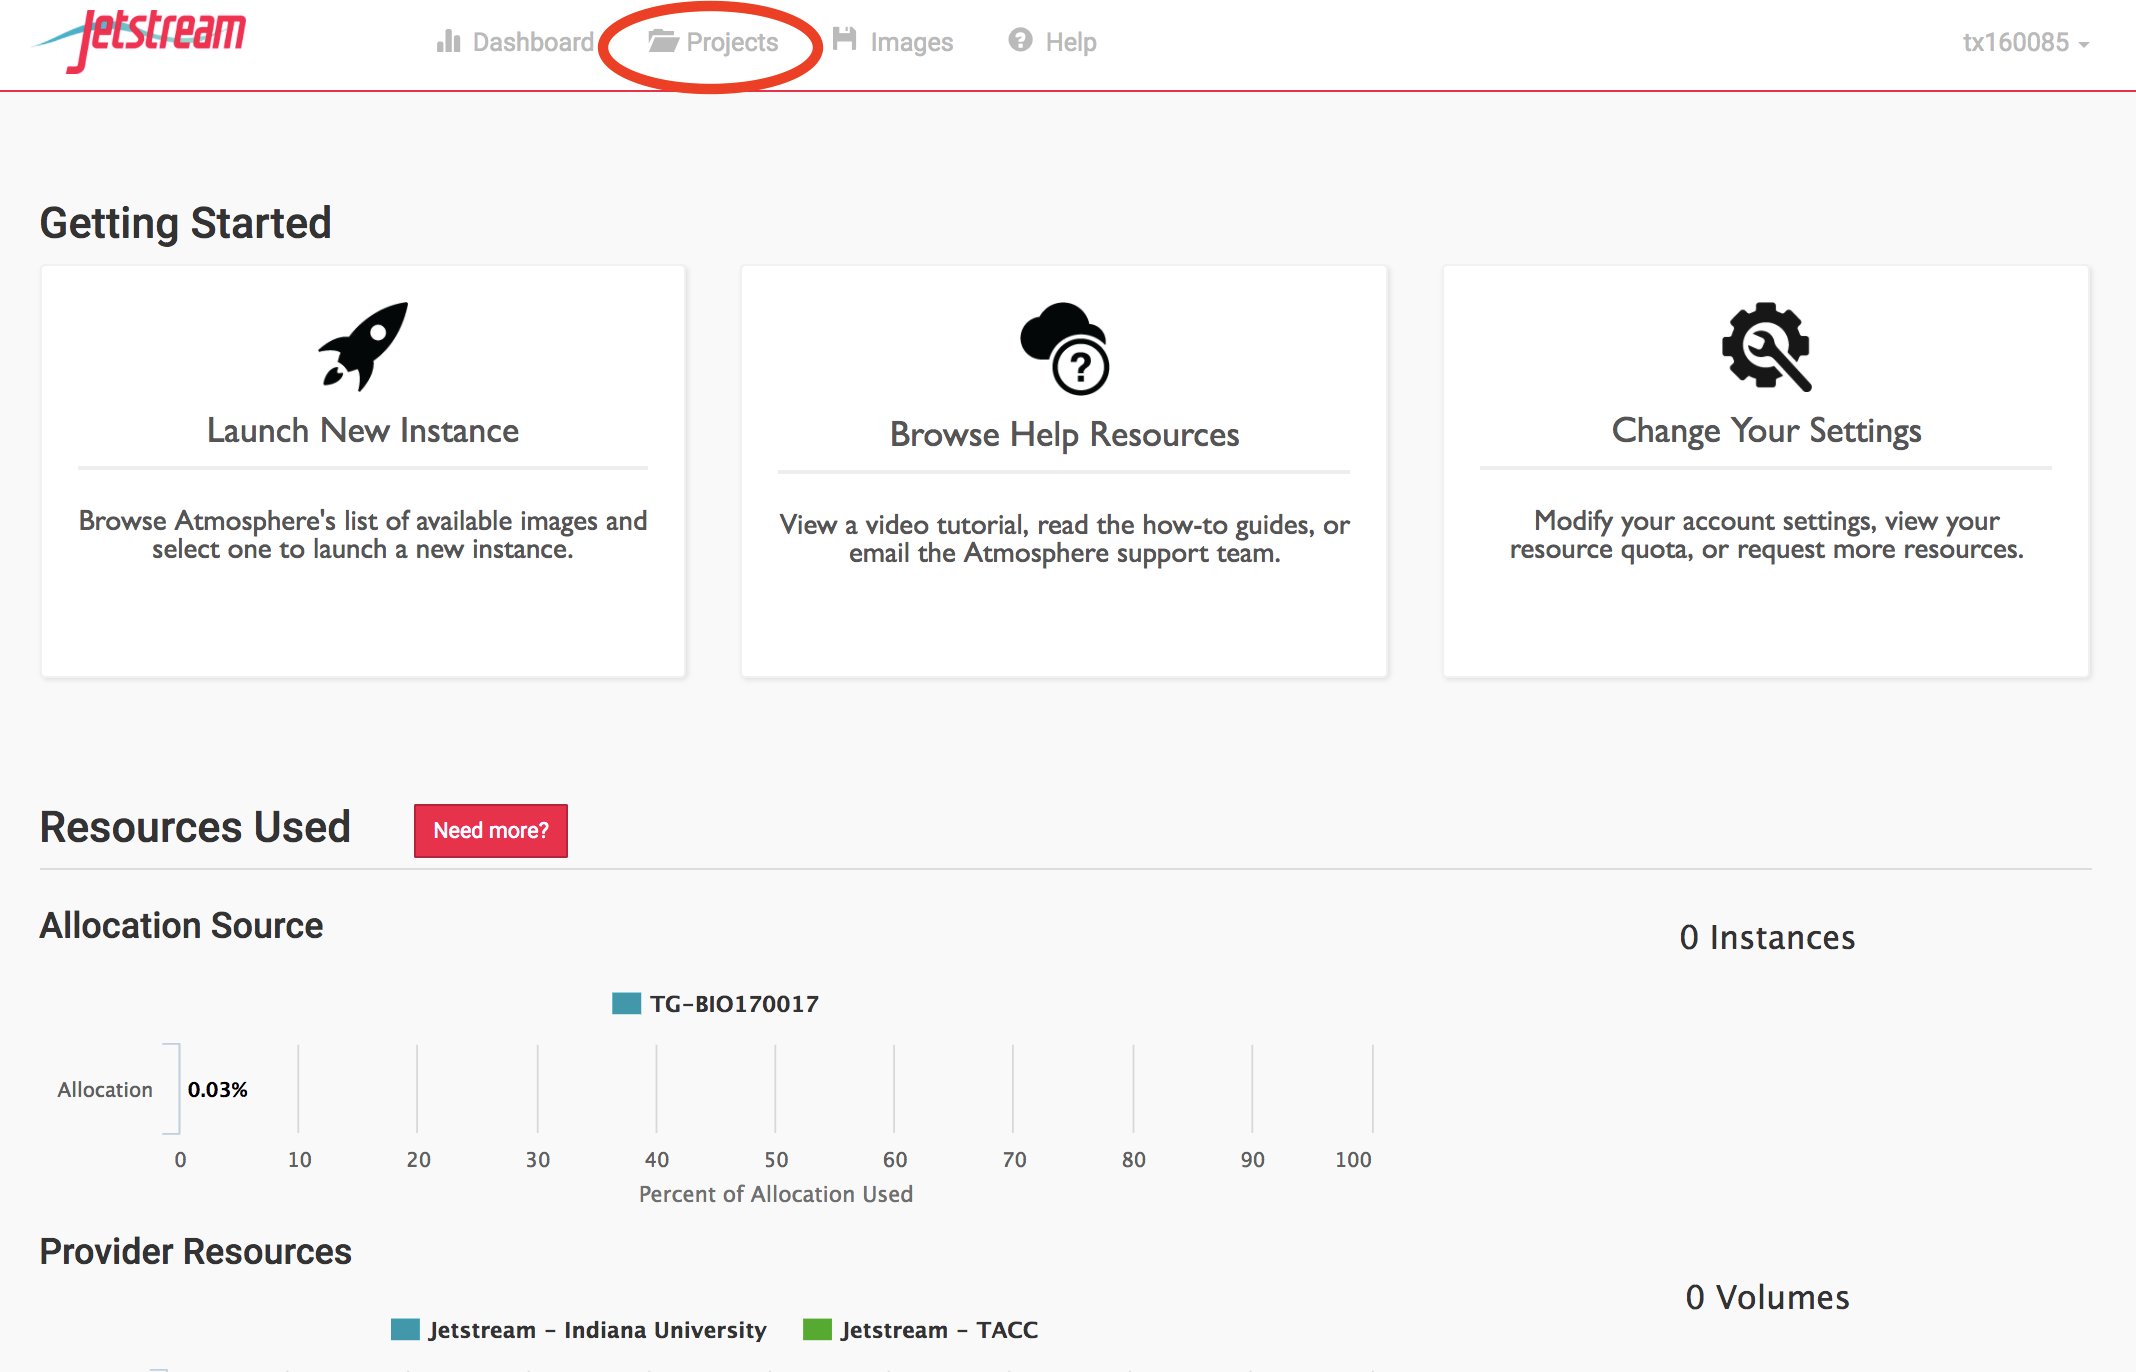 Jetstream
Dashboard Projects Images Help tx160085
Getting Started
Launch New Instance
Browse Atmosphere's list of available images and
select one to launch a new instance.
?
Browse Help Resources
View a video tutorial, read the how-to guides, or
email the Atmosphere support team.
Change Your Settings
Modify your account settings, view your
resource quota, or request more resources.
Resources Used Need more?
Allocation Source
0 Instances
TG-BIO170017
Allocation 0.03%
0 10 20 30 40 50 60 70 80 90 100
Percent of Allocation Used
Provider Resources
0 Volumes
Jetstream - Indiana University Jetstream - TACC